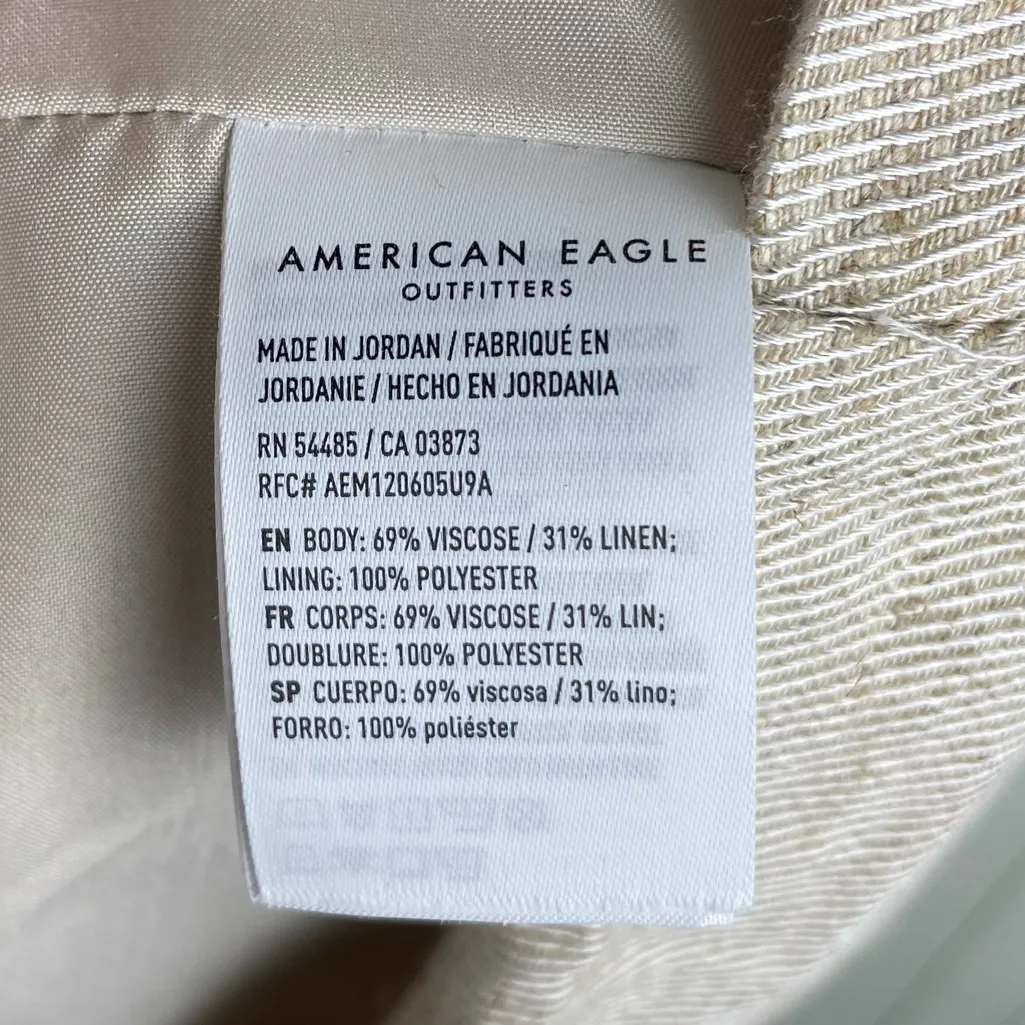 AMERICAN EAGLE
OUTFITTERS
MADE IN JORDAN / FABRIQUÉ EN
JORDANIE / HECHO EN JORDANIA
RN 54485 / CA 03873
RFC# AEM120605U9A
EN BODY: 69% VISCOSE / 31% LINEN;
LINING: 100% POLYESTER
FR CORPS: 69% VISCOSE / 31% LIN;
DOUBLURE: 100% POLYESTER
SP CUERPO: 69% viscosa / 31% lino;
FORRO: 100% poliéster